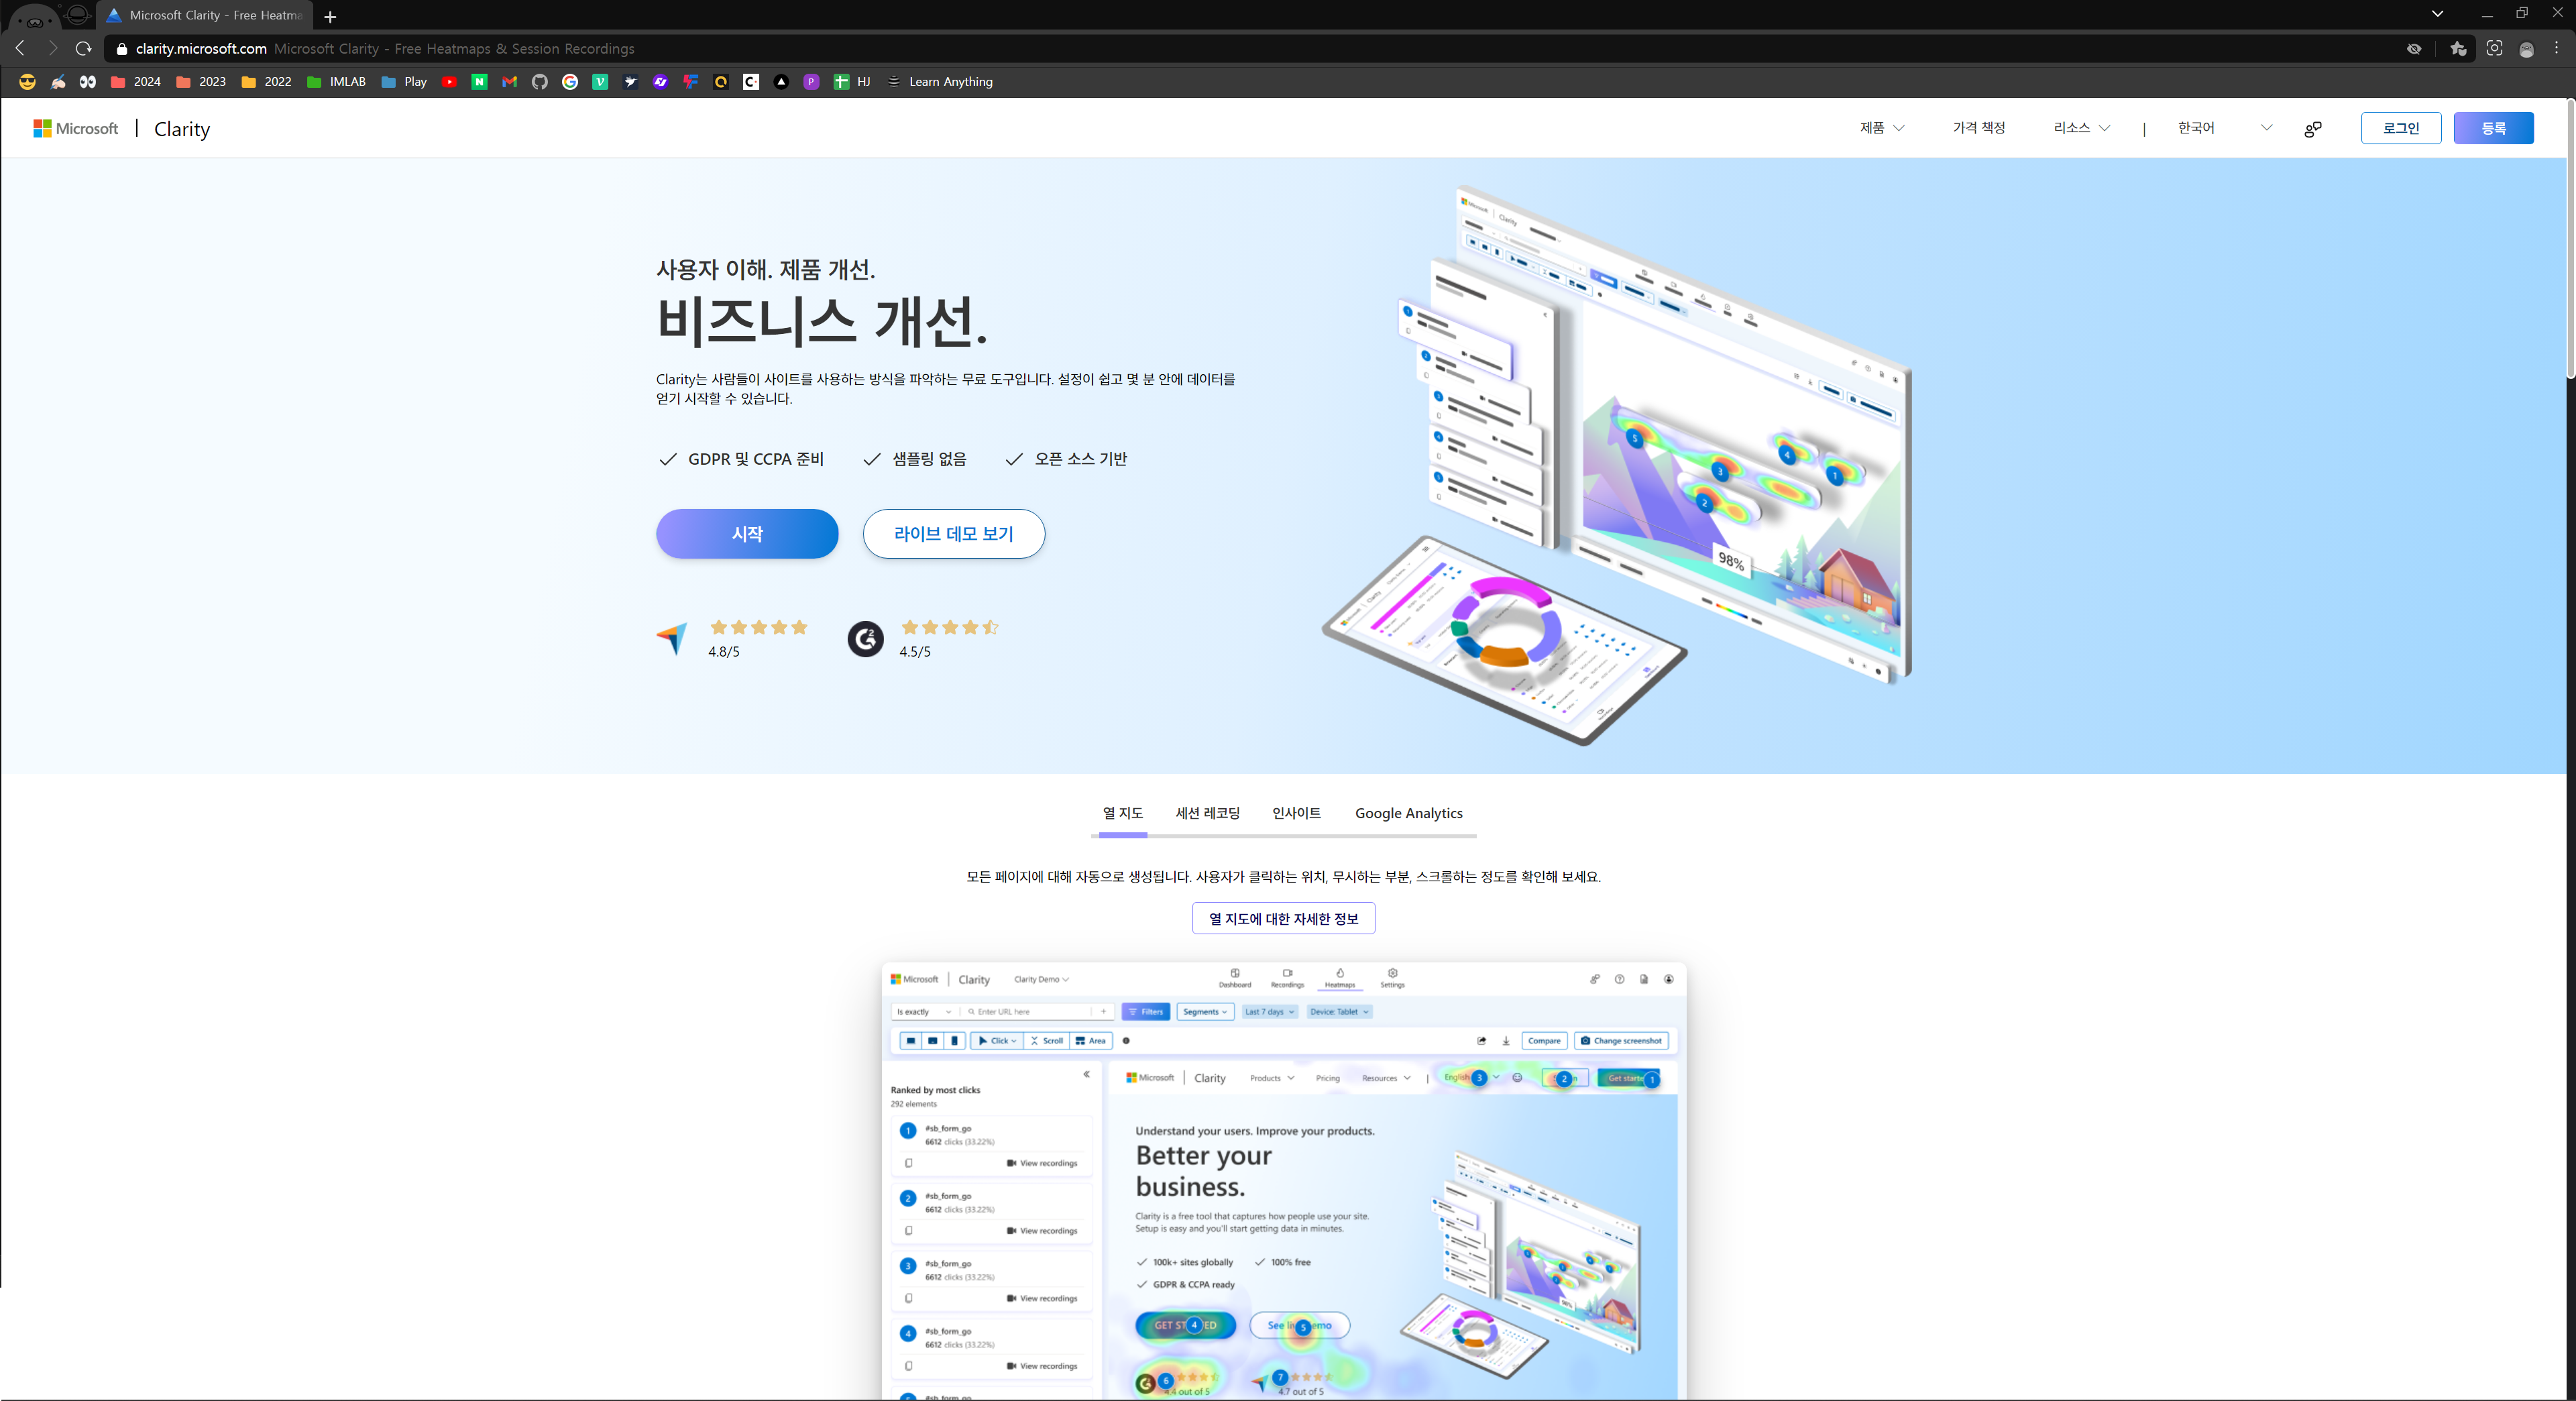 Microsoft Clarity - Free Heatma
clarity.microsoft.com Microsoft Clarity - Free Heatmaps & Session Recordings
2024 2023 2022 IMLAB Play HJ Learn Anything
Microsoft | Clarity
제품 가격 책정 리소스 | 한국어 로그인 등록
사용자 이해. 제품 개선.
비즈니스 개선.
Clarity는 사람들이 사이트를 사용하는 방식을 파악하는 무료 도구입니다. 설정이 쉽고 몇 분 안에 데이터를
얻기 시작할 수 있습니다.
GDPR 및 CCPA 준비 샘플링 없음 오픈 소스 기반
시작 라이브 데모 보기
4.8/5 4.5/5
98%
열 지도 세션 레코딩 인사이트 Google Analytics
모든 페이지에 대해 자동으로 생성됩니다. 사용자가 클릭하는 위치, 무시하는 부분, 스크롤하는 정도를 확인해 보세요.
열 지도에 대한 자세한 정보
Microsoft | Clarity Clarity Demo Dashboard Recordings Heatmaps Settings
Is exactly Enter URL here Filters Segments Last 7 days Device: Tablet
Click Scroll Area Compare Change screenshot
Ranked by most clicks
292 elements
1 #sb_form_go
6612 clicks (33.22%)
View recordings
2 #sb_form_go
6612 clicks (33.22%)
View recordings
3 #sb_form_go
6612 clicks (33.22%)
View recordings
4 #sb_form_go
6612 clicks (33.22%)
View recordings
#sb_form_go
Microsoft | Clarity Products Pricing Resources | English 3 2 Get starte 1
Understand your users. Improve your products.
Better your
business.
Clarity is a free tool that captures how people use your site.
Setup is easy and you'll start getting data in minutes.
100k+ sites globally 100% free
GDPR & CCPA ready
GET ST 4 ED See li 5 emo
6 7
4.4 out of 5 4.7 out of 5